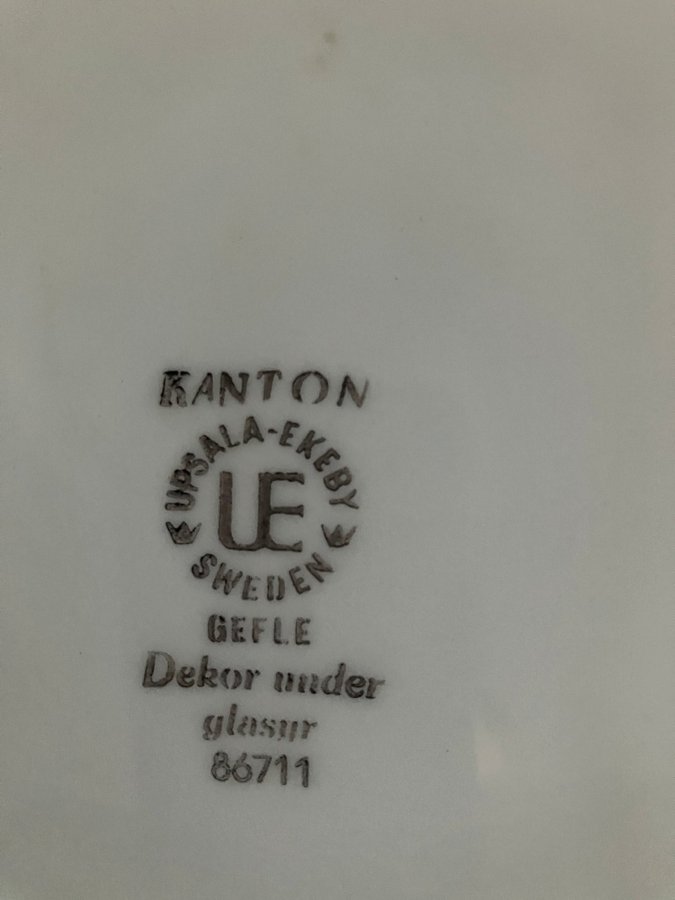 KANTON
UPSALA-EKEBY
UE
SWEDEN
GEFLE
Dekor under
glasur
86711